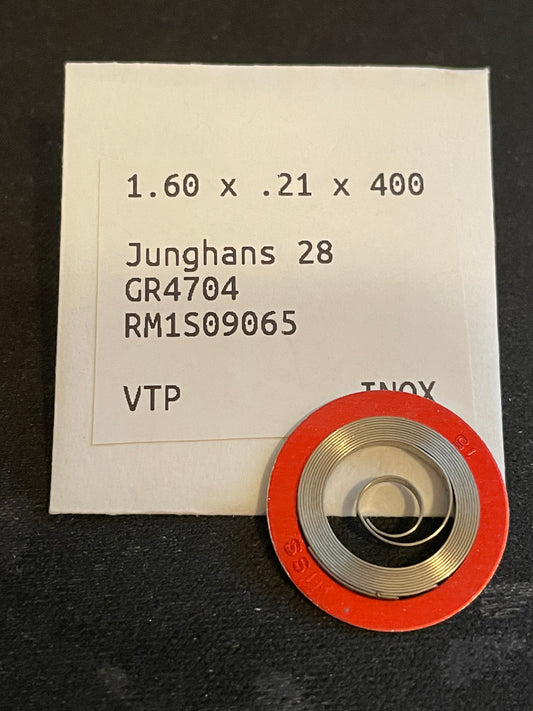 1.60 x .21 x 400
Junghans 28
GR4704
RM1S09065
VTP INOX